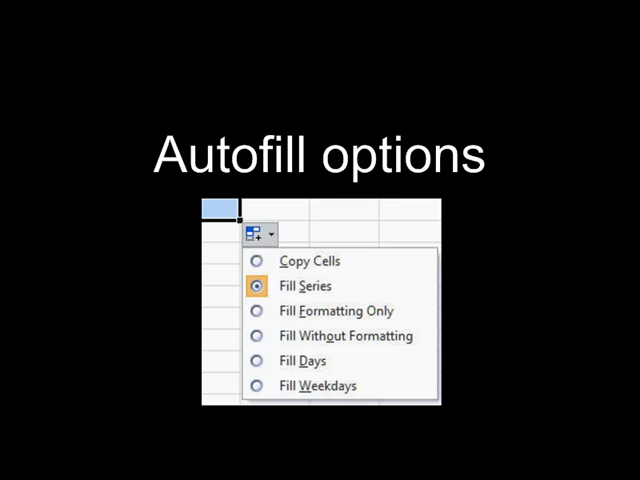 Autofill options
Copy Cells
Fill Series
Fill Formatting Only
Fill Without Formatting
Fill Days
Fill Weekdays